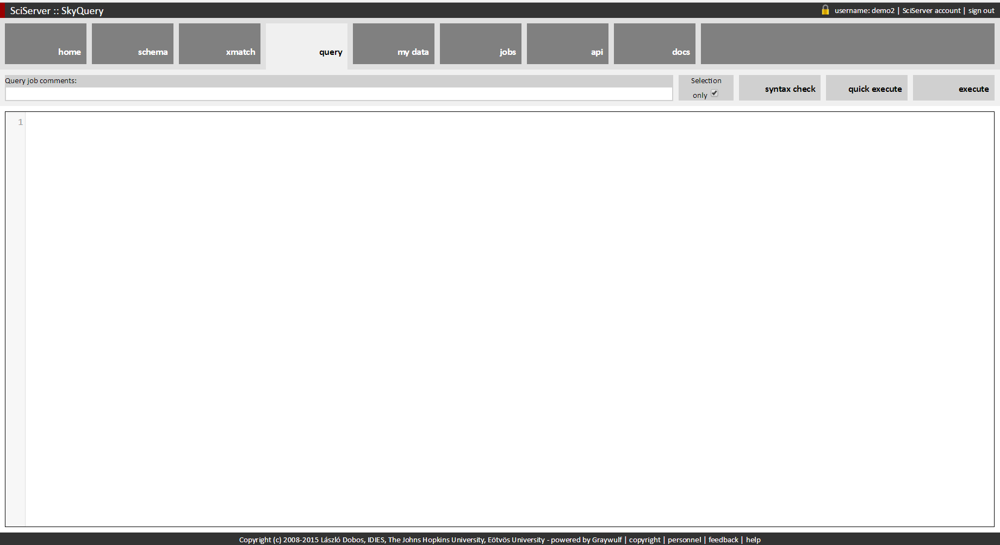 SciServer :: SkyQuery
username: demo2 | SciServer account | sign out
home
schema
xmatch
query
my data
jobs
api
docs
Query job comments:
Selection
only
syntax check
quick execute
execute
1
Copyright (c) 2008-2015 László Dobos, IDIES, The Johns Hopkins University, Eötvös University - powered by Graywulf | copyright | personnel | feedback | help